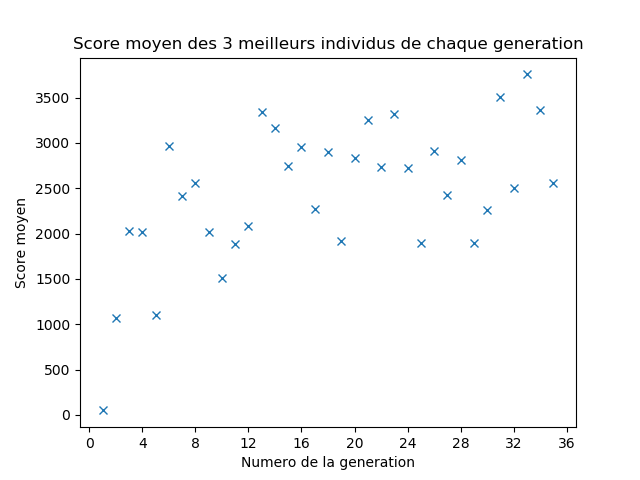 Score moyen des 3 meilleurs individus de chaque generation
Score moyen
3500
3000
2500
2000
1500
1000
500
0
0 4 8 12 16 20 24 28 32 36
Numero de la generation